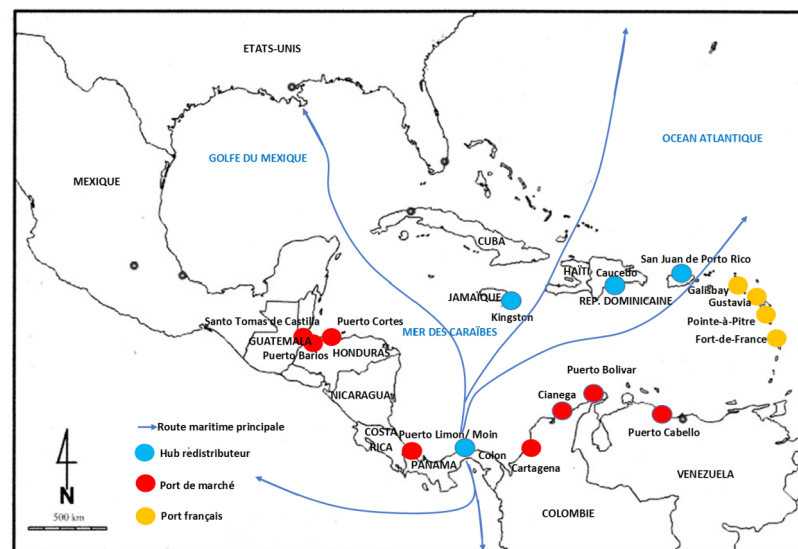 ETATS-UNIS
OCEAN ATLANTIQUE
GOLFE DU MEXIQUE
MEXIQUE
CUBA
San Juan de Porto Rico
HAÏTI
Caucedo
JAMAÏQUE
REP. DOMINICAINE
Galisbay
Gustavia
Kingston
Santo Tomas de Castilla
Puerto Cortes
MER DES CARAÏBES
Pointe-à-Pitre
GUATEMALA
Fort-de-France
Puerto Barios
HONDURAS
Puerto Bolivar
NICARAGUA
Cianega
Puerto Cabello
COSTA
RICA
Puerto Limon/ Moin
Colon
PANAMA
Cartagena
VENEZUELA
COLOMBIE
Route maritime principale
Hub redistributeur
Port de marché
Port français
N
500 km